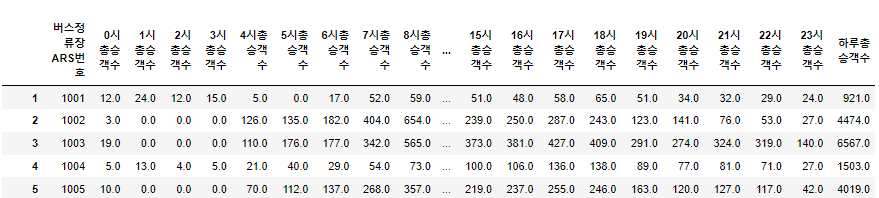 버스정류장ARS번호 0시총승객수 1시총승객수 2시총승객수 3시총승객수 4시총승객수 5시총승객수 6시총승객수 7시총승객수 8시총승객수 ... 15시총승객수 16시총승객수 17시총승객수 18시총승객수 19시총승객수 20시총승객수 21시총승객수 22시총승객수 23시총승객수 하루총승객수
1 1001 12.0 24.0 12.0 15.0 5.0 0.0 17.0 52.0 59.0 ... 51.0 48.0 58.0 65.0 51.0 34.0 32.0 29.0 24.0 921.0
2 1002 3.0 0.0 0.0 0.0 126.0 135.0 182.0 404.0 654.0 ... 239.0 250.0 287.0 243.0 123.0 141.0 76.0 53.0 27.0 4474.0
3 1003 19.0 0.0 0.0 0.0 110.0 176.0 177.0 342.0 565.0 ... 373.0 381.0 427.0 409.0 291.0 274.0 324.0 319.0 140.0 6567.0
4 1004 5.0 13.0 4.0 5.0 21.0 40.0 29.0 54.0 73.0 ... 100.0 106.0 136.0 138.0 89.0 77.0 81.0 71.0 27.0 1503.0
5 1005 10.0 0.0 0.0 0.0 70.0 112.0 137.0 268.0 357.0 ... 219.0 237.0 255.0 246.0 163.0 120.0 127.0 117.0 42.0 4019.0